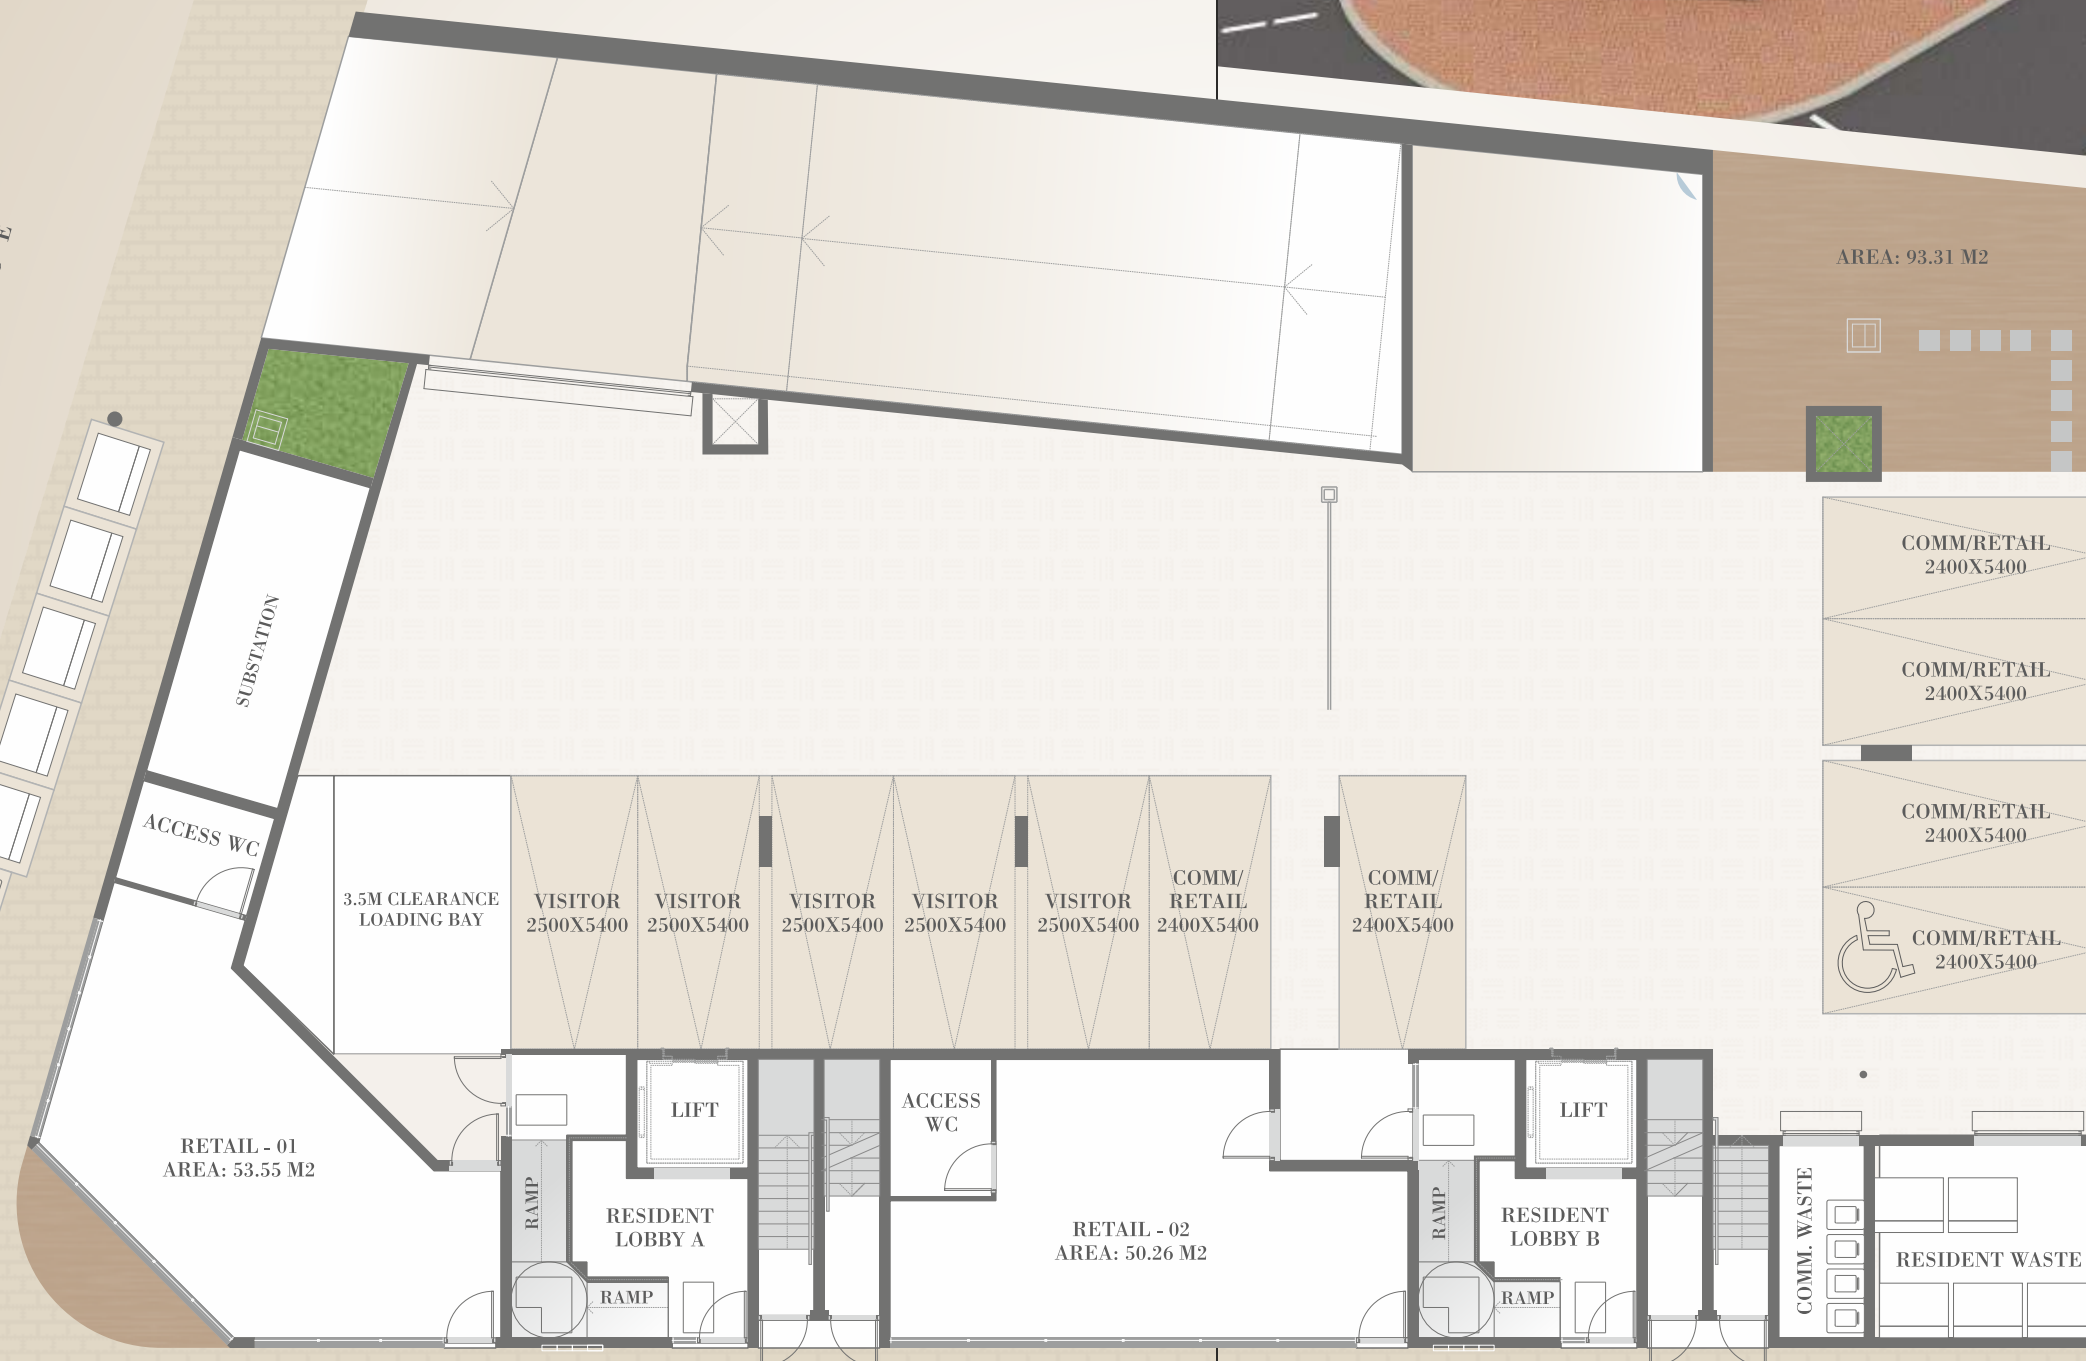 E
AREA: 93.31 M2
COMM/RETAIL
2400X5400
COMM/RETAIL
2400X5400
SUBSTATION
ACCESS WC
3.5M CLEARANCE
LOADING BAY
VISITOR
2500X5400
VISITOR
2500X5400
VISITOR
2500X5400
VISITOR
2500X5400
VISITOR
2500X5400
COMM/
RETAIL
2400X5400
COMM/
RETAIL
2400X5400
COMM/RETAIL
2400X5400
COMM/RETAIL
2400X5400
RETAIL - 01
AREA: 53.55 M2
RAMP
LIFT
RESIDENT
LOBBY A
RAMP
ACCESS
WC
RETAIL - 02
AREA: 50.26 M2
RAMP
LIFT
RESIDENT
LOBBY B
RAMP
COMM. WASTE
RESIDENT WASTE